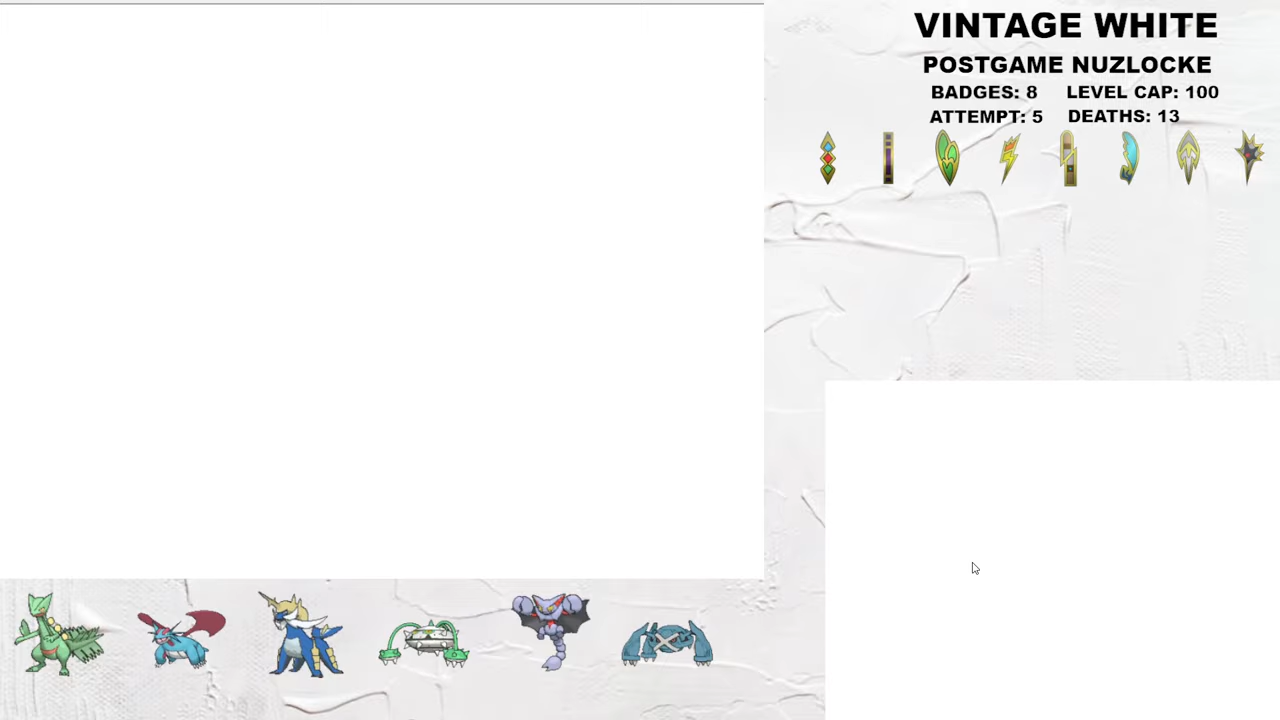 VINTAGE WHITE
POSTGAME NUZLOCKE
BADGES: 8 LEVEL CAP: 100
ATTEMPT: 5 DEATHS: 13